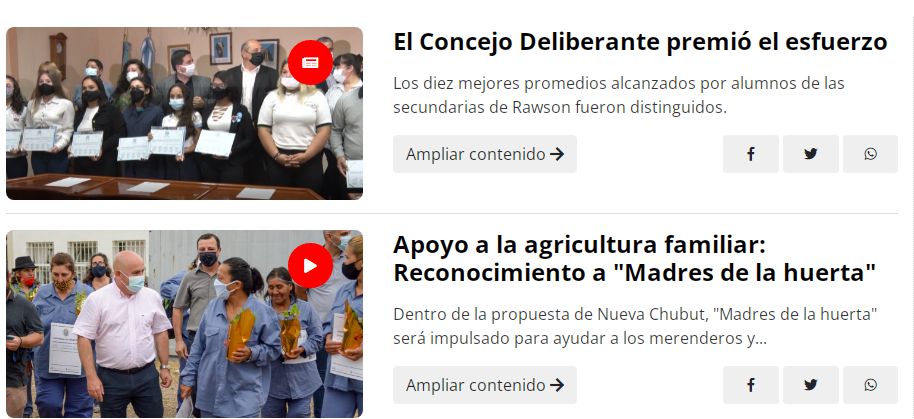 El Concejo Deliberante premió el esfuerzo
Los diez mejores promedios alcanzados por alumnos de las
secundarias de Rawson fueron distinguidos.
Ampliar contenido
Apoyo a la agricultura familiar:
Reconocimiento a "Madres de la huerta"
Dentro de la propuesta de Nueva Chubut, "Madres de la huerta"
será impulsado para ayudar a los merenderos y...
Ampliar contenido